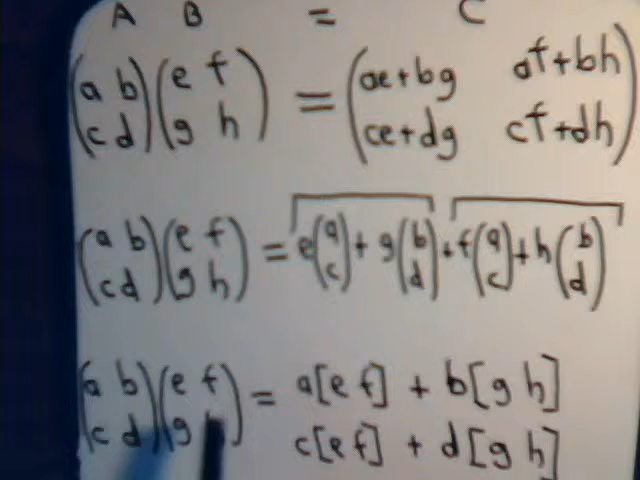 A B = C
(a b)(e f) = (ae+bg af+bh)
(c d)(g h) (ce+dg cf+dh)
(a b)(e f) = e(a) + g(b) + f(a) + h(b)
(c d)(g h) (c) (d) (c) (d)
(a b)(e f) = a[e f] + b[g h]
(c d)(g c[e f] + d[g h]